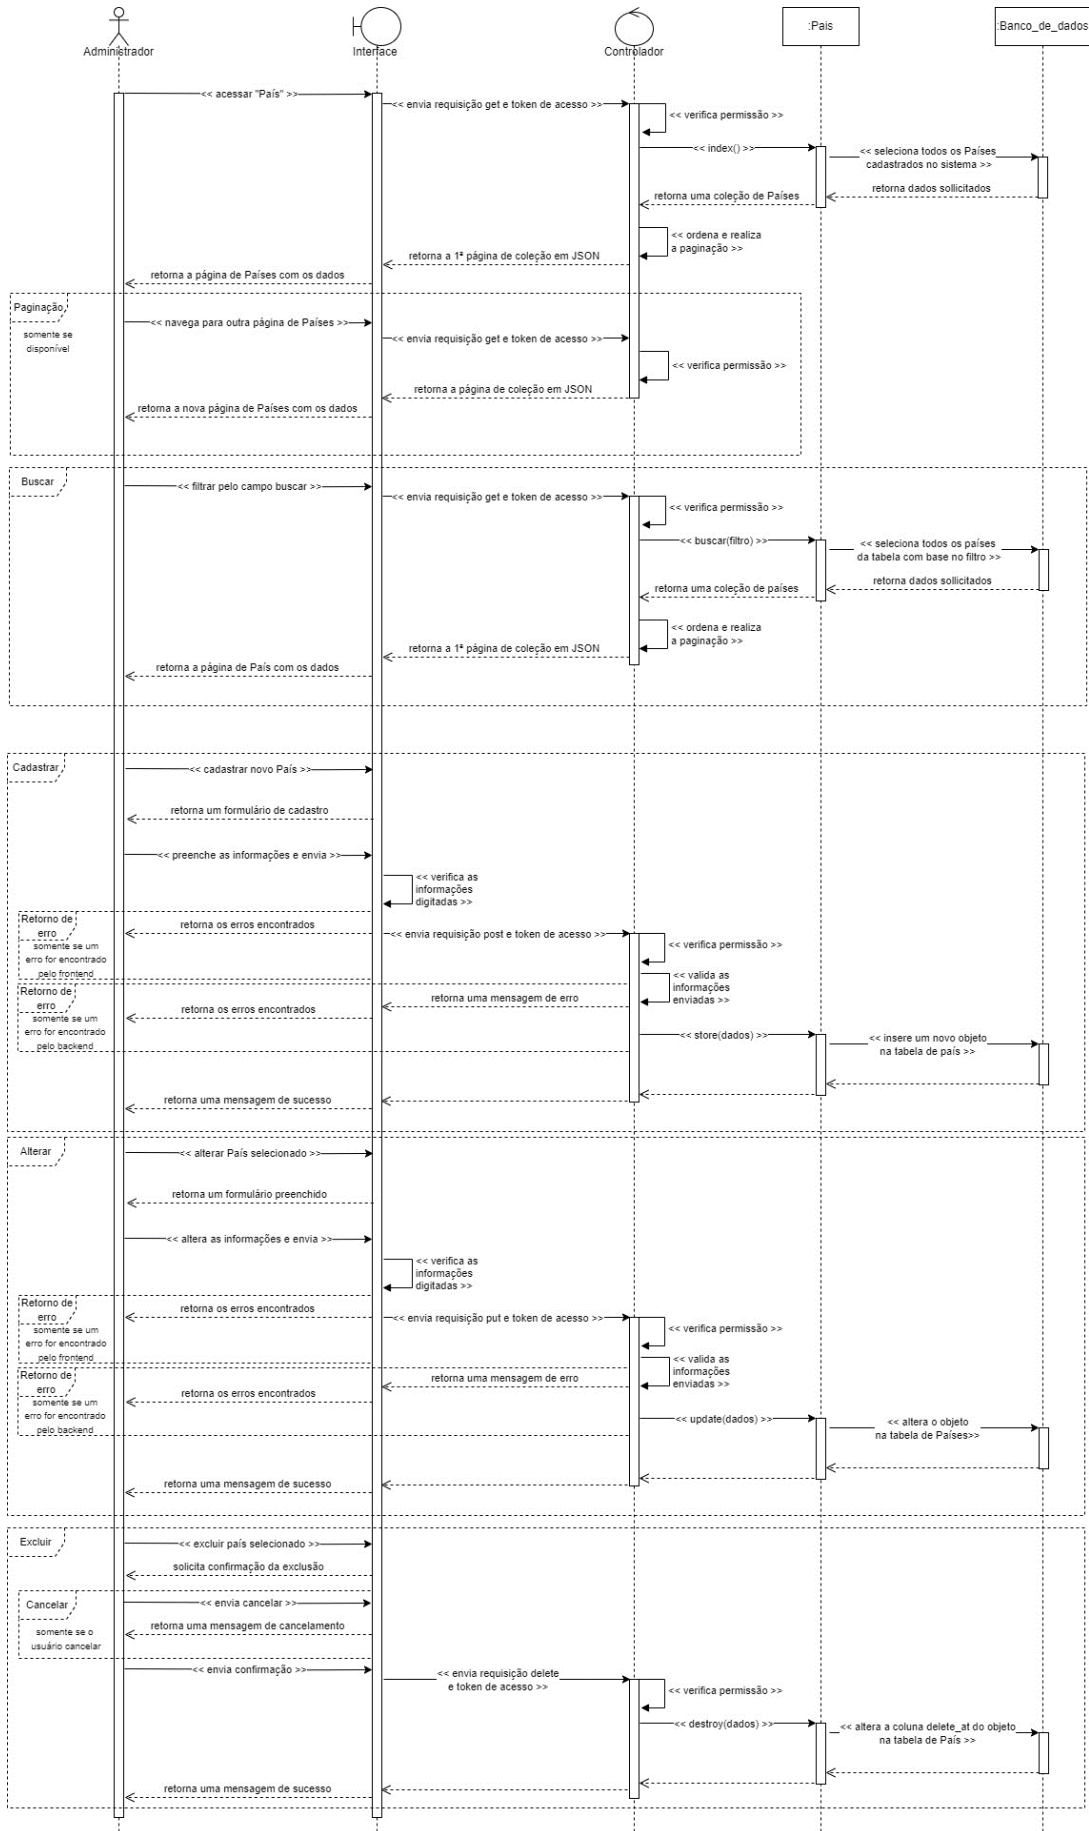 Administrador
Interface
Controlador
:Pais
:Banco_de_dados
<< acessar "País" >>
<< envia requisição get e token de acesso >>
<< verifica permissão >>
<< index() >>
<< seleciona todos os Países
cadastrados no sistema >>
retorna dados sollicitados
retorna uma coleção de Países
<< ordena e realiza
a paginação >>
retorna a 1ª página de coleção em JSON
retorna a página de Países com os dados
Paginação
somente se
disponível
<< navega para outra página de Países >>
<< envia requisição get e token de acesso >>
<< verifica permissão >>
retorna a página de coleção em JSON
retorna a nova página de Países com os dados
Buscar
<< filtrar pelo campo buscar >>
<< envia requisição get e token de acesso >>
<< verifica permissão >>
<< buscar(filtro) >>
<< seleciona todos os países
da tabela com base no filtro >>
retorna dados sollicitados
retorna uma coleção de países
<< ordena e realiza
a paginação >>
retorna a 1ª página de coleção em JSON
retorna a página de País com os dados
Cadastrar
<< cadastrar novo País >>
retorna um formulário de cadastro
<< preenche as informações e envia >>
<< verifica as
informações
digitadas >>
Retorno de
erro
somente se um
erro for encontrado
pelo frontend
retorna os erros encontrados
<< envia requisição post e token de acesso >>
<< verifica permissão >>
<< valida as
informações
enviadas >>
Retorno de
erro
somente se um
erro for encontrado
pelo backend
retorna uma mensagem de erro
retorna os erros encontrados
<< store(dados) >>
<< insere um novo objeto
na tabela de país >>
retorna uma mensagem de sucesso
Alterar
<< alterar País selecionado >>
retorna um formulário preenchido
<< altera as informações e envia >>
<< verifica as
informações
digitadas >>
Retorno de
erro
somente se um
erro for encontrado
pelo frontend
retorna os erros encontrados
<< envia requisição put e token de acesso >>
<< verifica permissão >>
<< valida as
informações
enviadas >>
Retorno de
erro
somente se um
erro for encontrado
pelo backend
retorna uma mensagem de erro
retorna os erros encontrados
<< update(dados) >>
<< altera o objeto
na tabela de Países>>
retorna uma mensagem de sucesso
Excluir
<< excluir país selecionado >>
solicita confirmação da exclusão
Cancelar
somente se o
usuário cancelar
<< envia cancelar >>
retorna uma mensagem de cancelamento
<< envia confirmação >>
<< envia requisição delete
e token de acesso >>
<< verifica permissão >>
<< destroy(dados) >>
<< altera a coluna delete_at do objeto
na tabela de País >>
retorna uma mensagem de sucesso